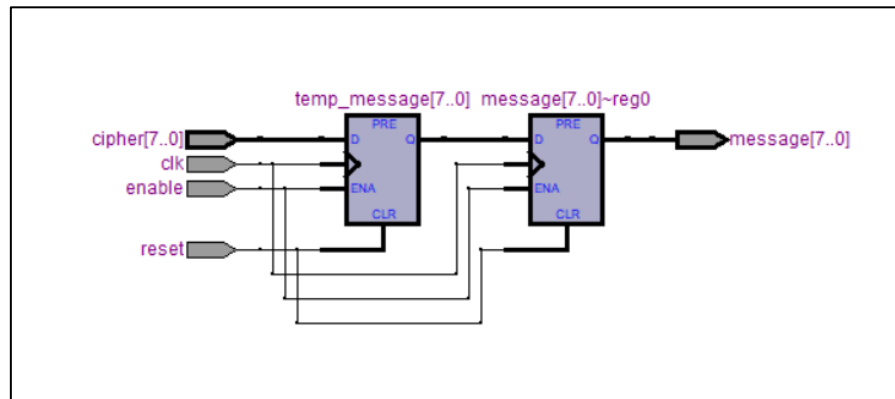 temp_message[7..0] message[7..0]~reg0
cipher[7..0]
clk
enable
reset
D
PRE
Q
ENA
CLR
D
PRE
Q
ENA
CLR
message[7..0]